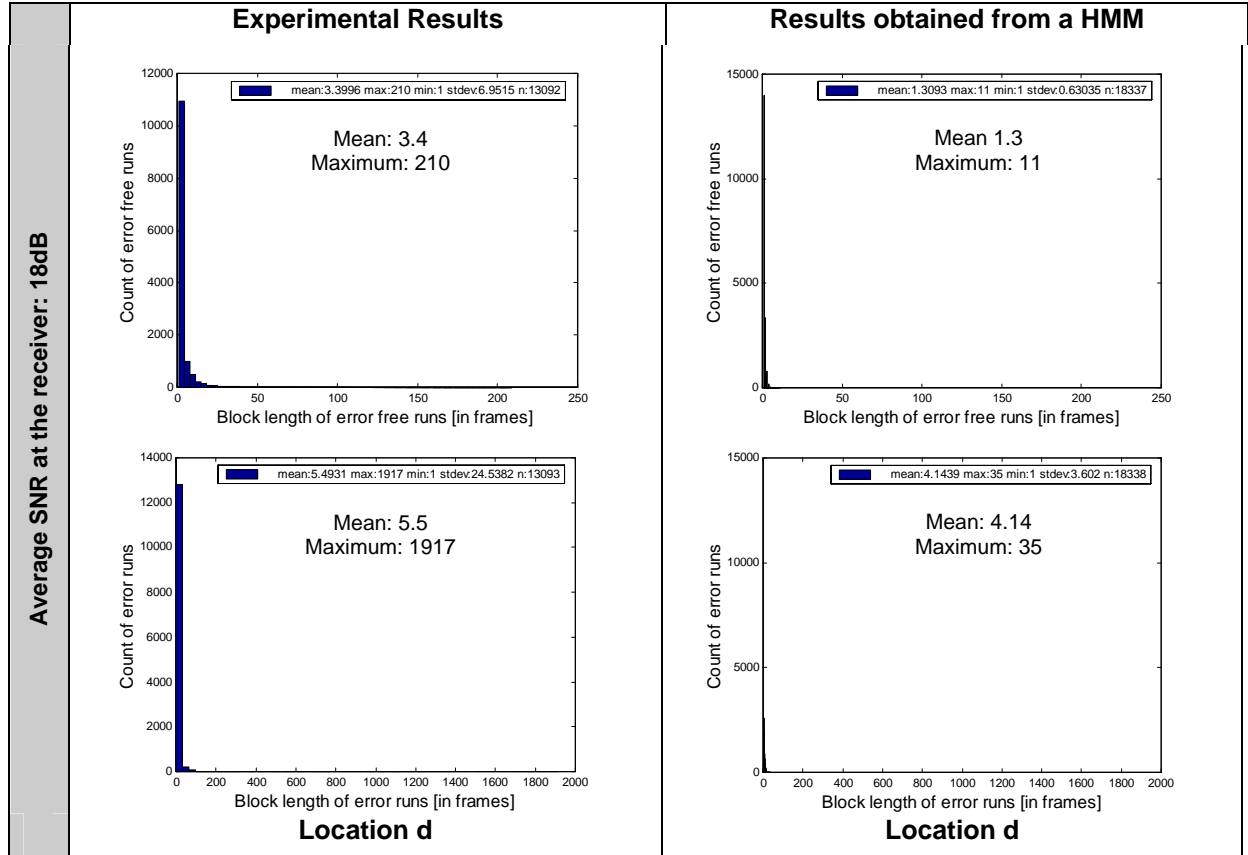 Experimental Results
Results obtained from a HMM
Average SNR at the receiver: 18dB
12000
10000
8000
6000
4000
2000
0
Count of error free runs
mean:3.3996 max:210 min:1 stdev:6.9515 n:13092
Mean: 3.4
Maximum: 210
0 50 100 150 200 250
Block length of error free runs [in frames]
15000
10000
5000
0
Count of error free runs
mean:1.3093 max:11 min:1 stdev:0.63035 n:18337
Mean 1.3
Maximum: 11
0 50 100 150 200 250
Block length of error free runs [in frames]
14000
12000
10000
8000
6000
4000
2000
0
Count of error runs
mean:5.4931 max:1917 min:1 stdev:24.5382 n:13093
Mean: 5.5
Maximum: 1917
0 200 400 600 800 1000 1200 1400 1600 1800 2000
Block length of error runs [in frames]
Location d
15000
10000
5000
0
Count of error runs
mean:4.1439 max:35 min:1 stdev:3.602 n:18338
Mean: 4.14
Maximum: 35
0 200 400 600 800 1000 1200 1400 1600 1800 2000
Block length of error runs [in frames]
Location d